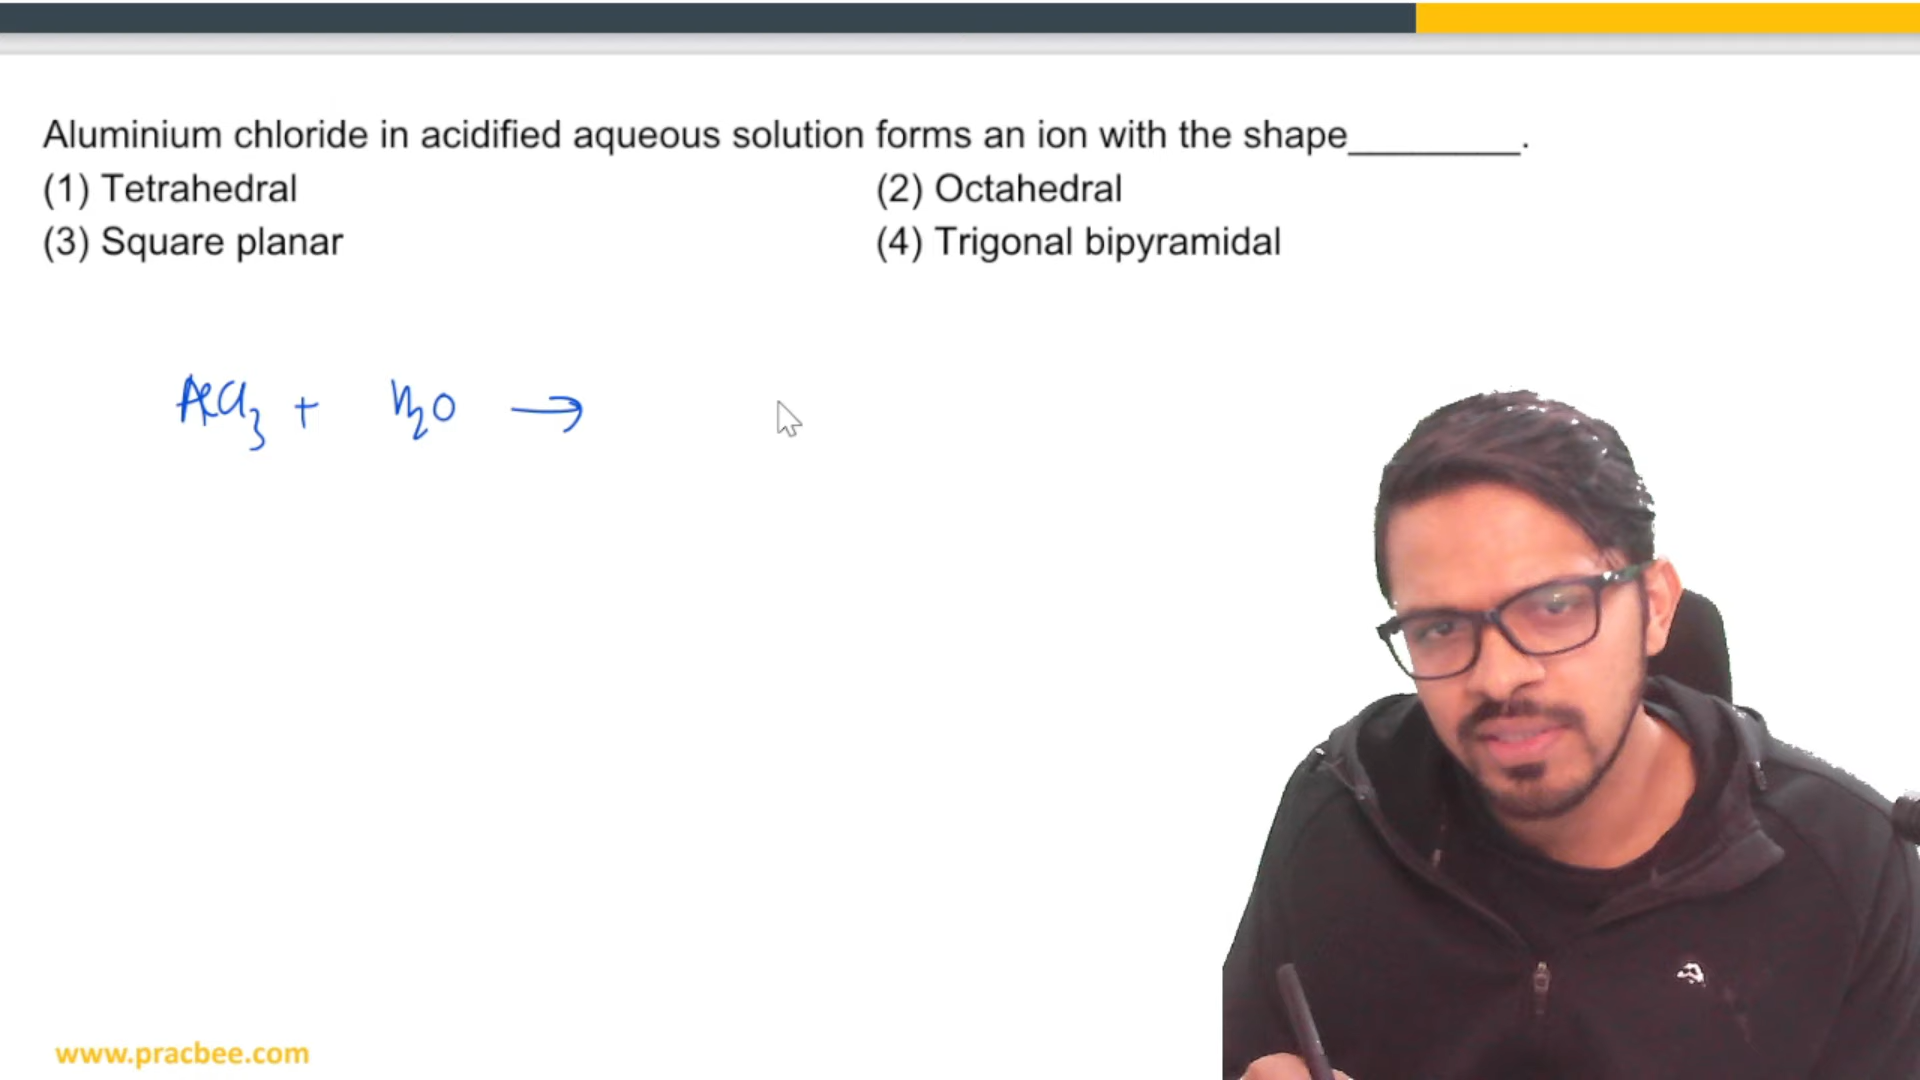 Aluminium chloride in acidified aqueous solution forms an ion with the shape________.
(1) Tetrahedral (2) Octahedral
(3) Square planar (4) Trigonal bipyramidal
AlCl3 + H2O →
www.pracbee.com